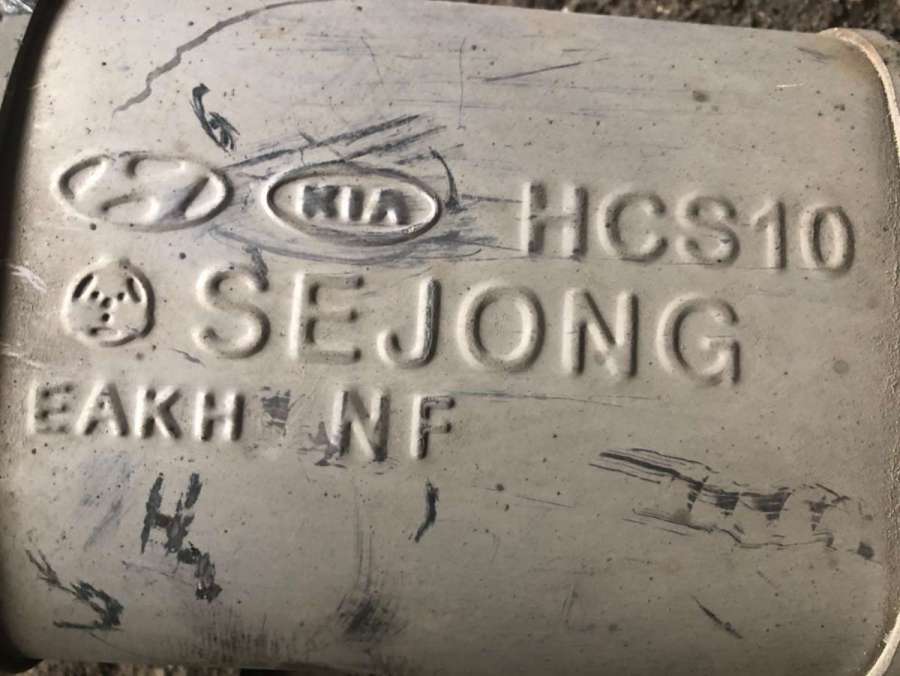 KIA HCS10
SEJONG
EAKH NF